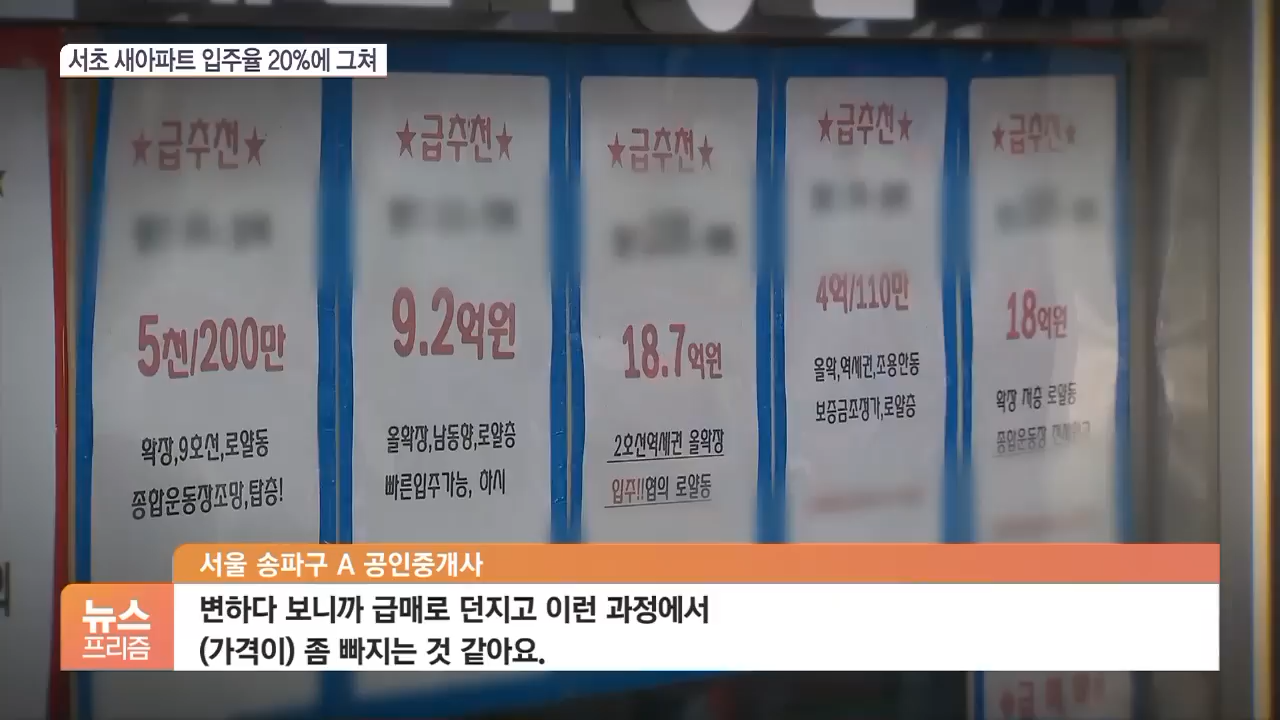 서초 새아파트 입주율 20%에 그쳐
★급추천★
5천/200만
확장,9호선,로얄동
종합운동장조망,탑층!
★급추천★
9.2억원
올확장,남동향,로얄층
빠른입주가능, 하시
★급추천★
18.7억원
2호선역세권 올확장
입주!!협의 로얄동
★급추천★
4억/110만
올확,역세권,조용한동
보증금조정가,로얄층
★급추천★
18억원
확장 저층 로얄동
종합운동장
서울 송파구 A 공인중개사
뉴스
프리즘
변하다 보니까 급매로 던지고 이런 과정에서
(가격이) 좀 빠지는 것 같아요.